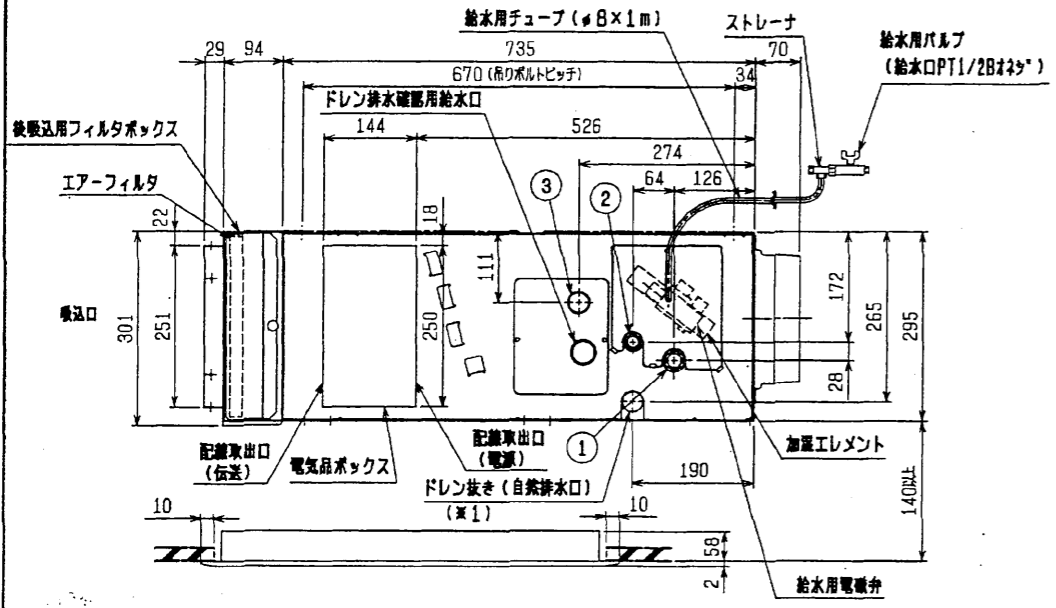 給水用チューブ(φ8×1m)
ストレーナ
給水用バルブ
(給水口PT1/2Bオネジ)
29
94
735
70
670(吊りボルトピッチ)
34
ドレン排水確認用給水口
後吸込用フィルタボックス
144
526
エアーフィルタ
274
64
126
3
2
22
18
111
吸込口
301
251
250
172
265
295
28
配線取出口
(伝送)
電気品ボックス
配線取出口
(電源)
1
加湿エレメント
ドレン抜き(自然排水口)
(※1)
190
140以上
10
10
58
2
給水用電磁弁